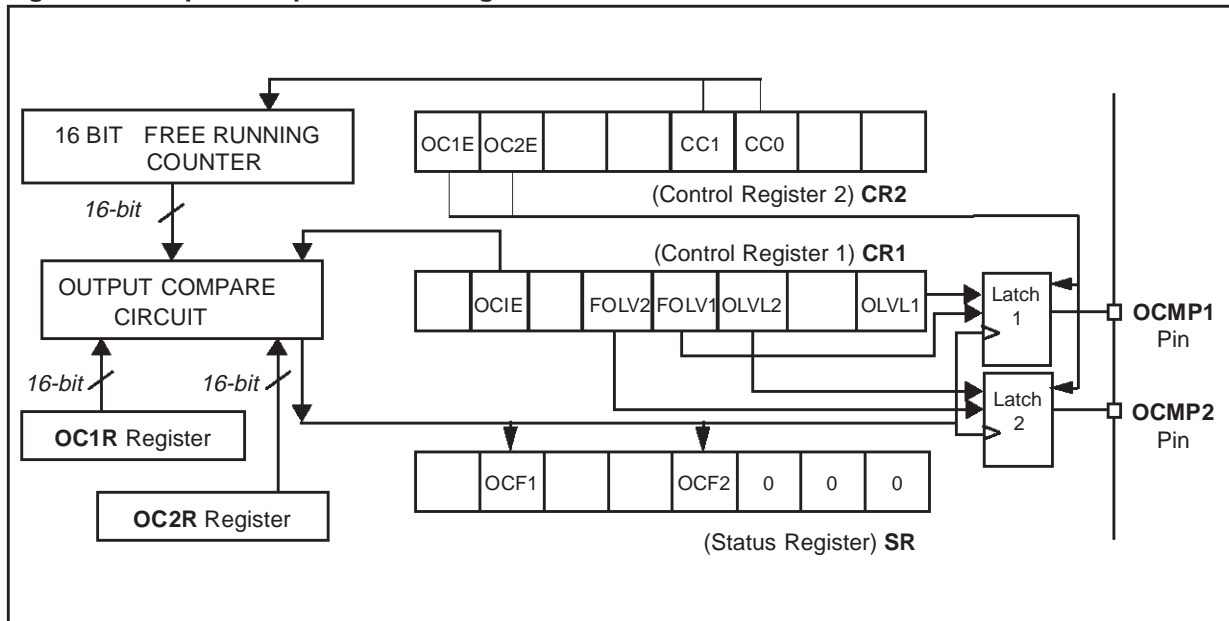 16 BIT FREE RUNNING
COUNTER
OC1E OC2E CC1 CC0
(Control Register 2) CR2
16-bit
(Control Register 1) CR1
OUTPUT COMPARE
CIRCUIT
OCIE FOLV2 FOLV1 OLVL2 OLVL1
Latch
1
OCMP1
Pin
16-bit
16-bit
Latch
2
OCMP2
Pin
OC1R Register
OCF1 OCF2 0 0 0
OC2R Register
(Status Register) SR